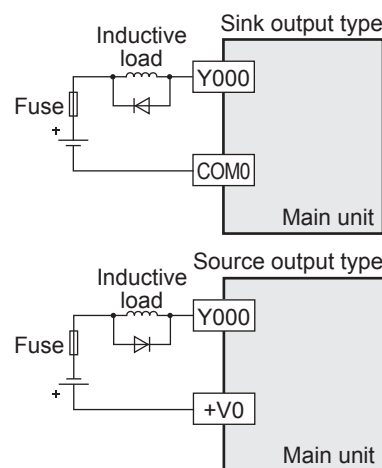 Sink output type
Inductive
load
Y000
Fuse
+
COM0
Main unit
Source output type
Inductive
load
Y000
Fuse
+
+V0
Main unit